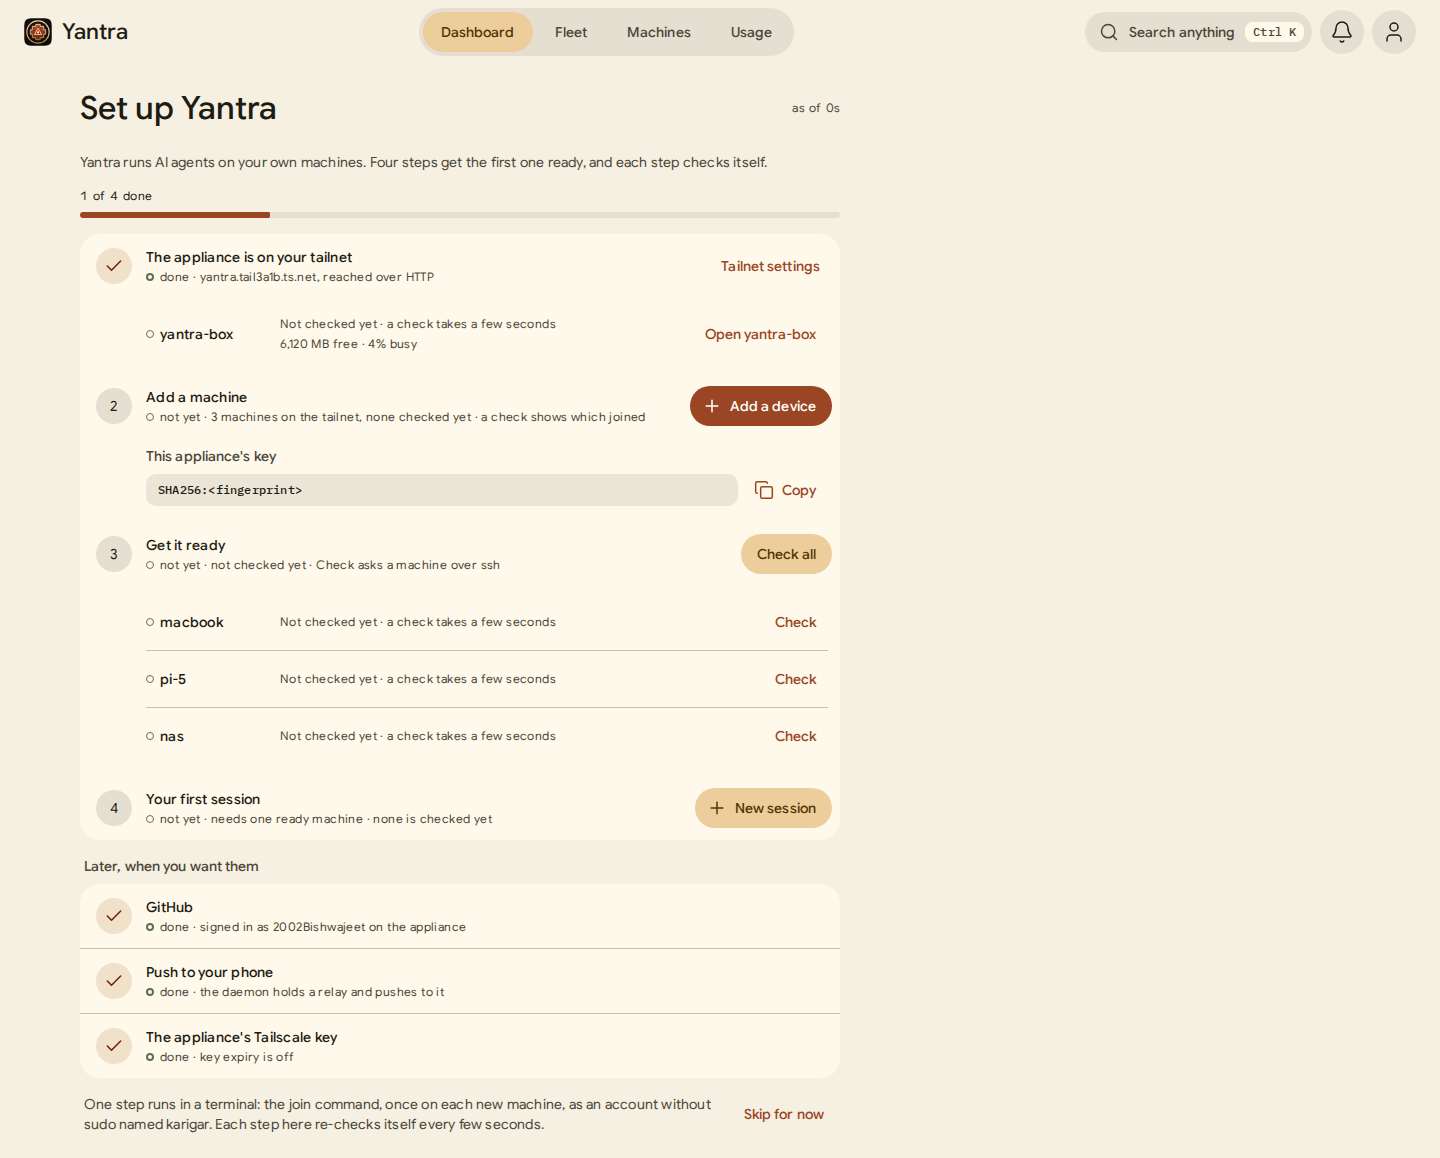 Yantra
Dashboard
Fleet
Machines
Usage
Search anything
Ctrl K
Set up Yantra
as of 0s
Yantra runs AI agents on your own machines. Four steps get the first one ready, and each step checks itself.
1 of 4 done
The appliance is on your tailnet
done · yantra.tail3a1b.ts.net, reached over HTTP
Tailnet settings
yantra-box
Not checked yet · a check takes a few seconds
6,120 MB free · 4% busy
Open yantra-box
2
Add a machine
not yet · 3 machines on the tailnet, none checked yet · a check shows which joined
Add a device
This appliance's key
SHA256:<fingerprint>
Copy
3
Get it ready
not yet · not checked yet · Check asks a machine over ssh
Check all
macbook
Not checked yet · a check takes a few seconds
Check
pi-5
Not checked yet · a check takes a few seconds
Check
nas
Not checked yet · a check takes a few seconds
Check
4
Your first session
not yet · needs one ready machine · none is checked yet
New session
Later, when you want them
GitHub
done · signed in as 2002Bishwajeet on the appliance
Push to your phone
done · the daemon holds a relay and pushes to it
The appliance's Tailscale key
done · key expiry is off
One step runs in a terminal: the join command, once on each new machine, as an account without
sudo named karigar. Each step here re-checks itself every few seconds.
Skip for now